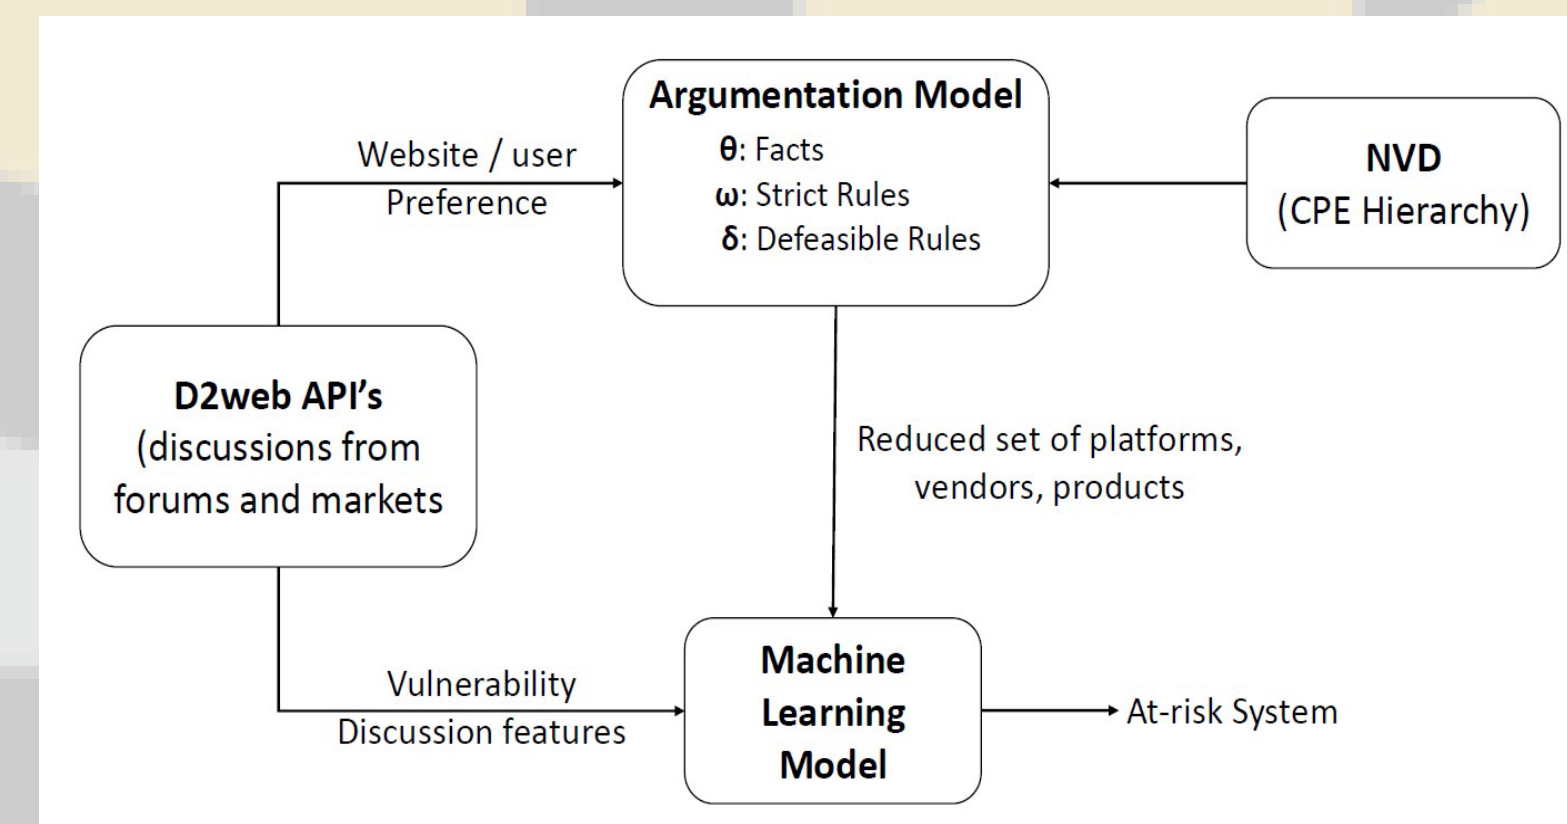 Argumentation Model
θ: Facts
ω: Strict Rules
δ: Defeasible Rules
NVD
(CPE Hierarchy)
Website / user
Preference
D2web API’s
(discussions from
forums and markets
Reduced set of platforms,
vendors, products
Vulnerability
Discussion features
Machine
Learning
Model
At-risk System